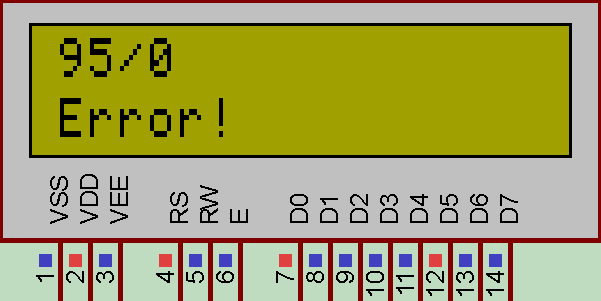 95/0
Error!
VSS VDD VEE RS RW E D0 D1 D2 D3 D4 D5 D6 D7
1 2 3 4 5 6 7 8 9 10 11 12 13 14